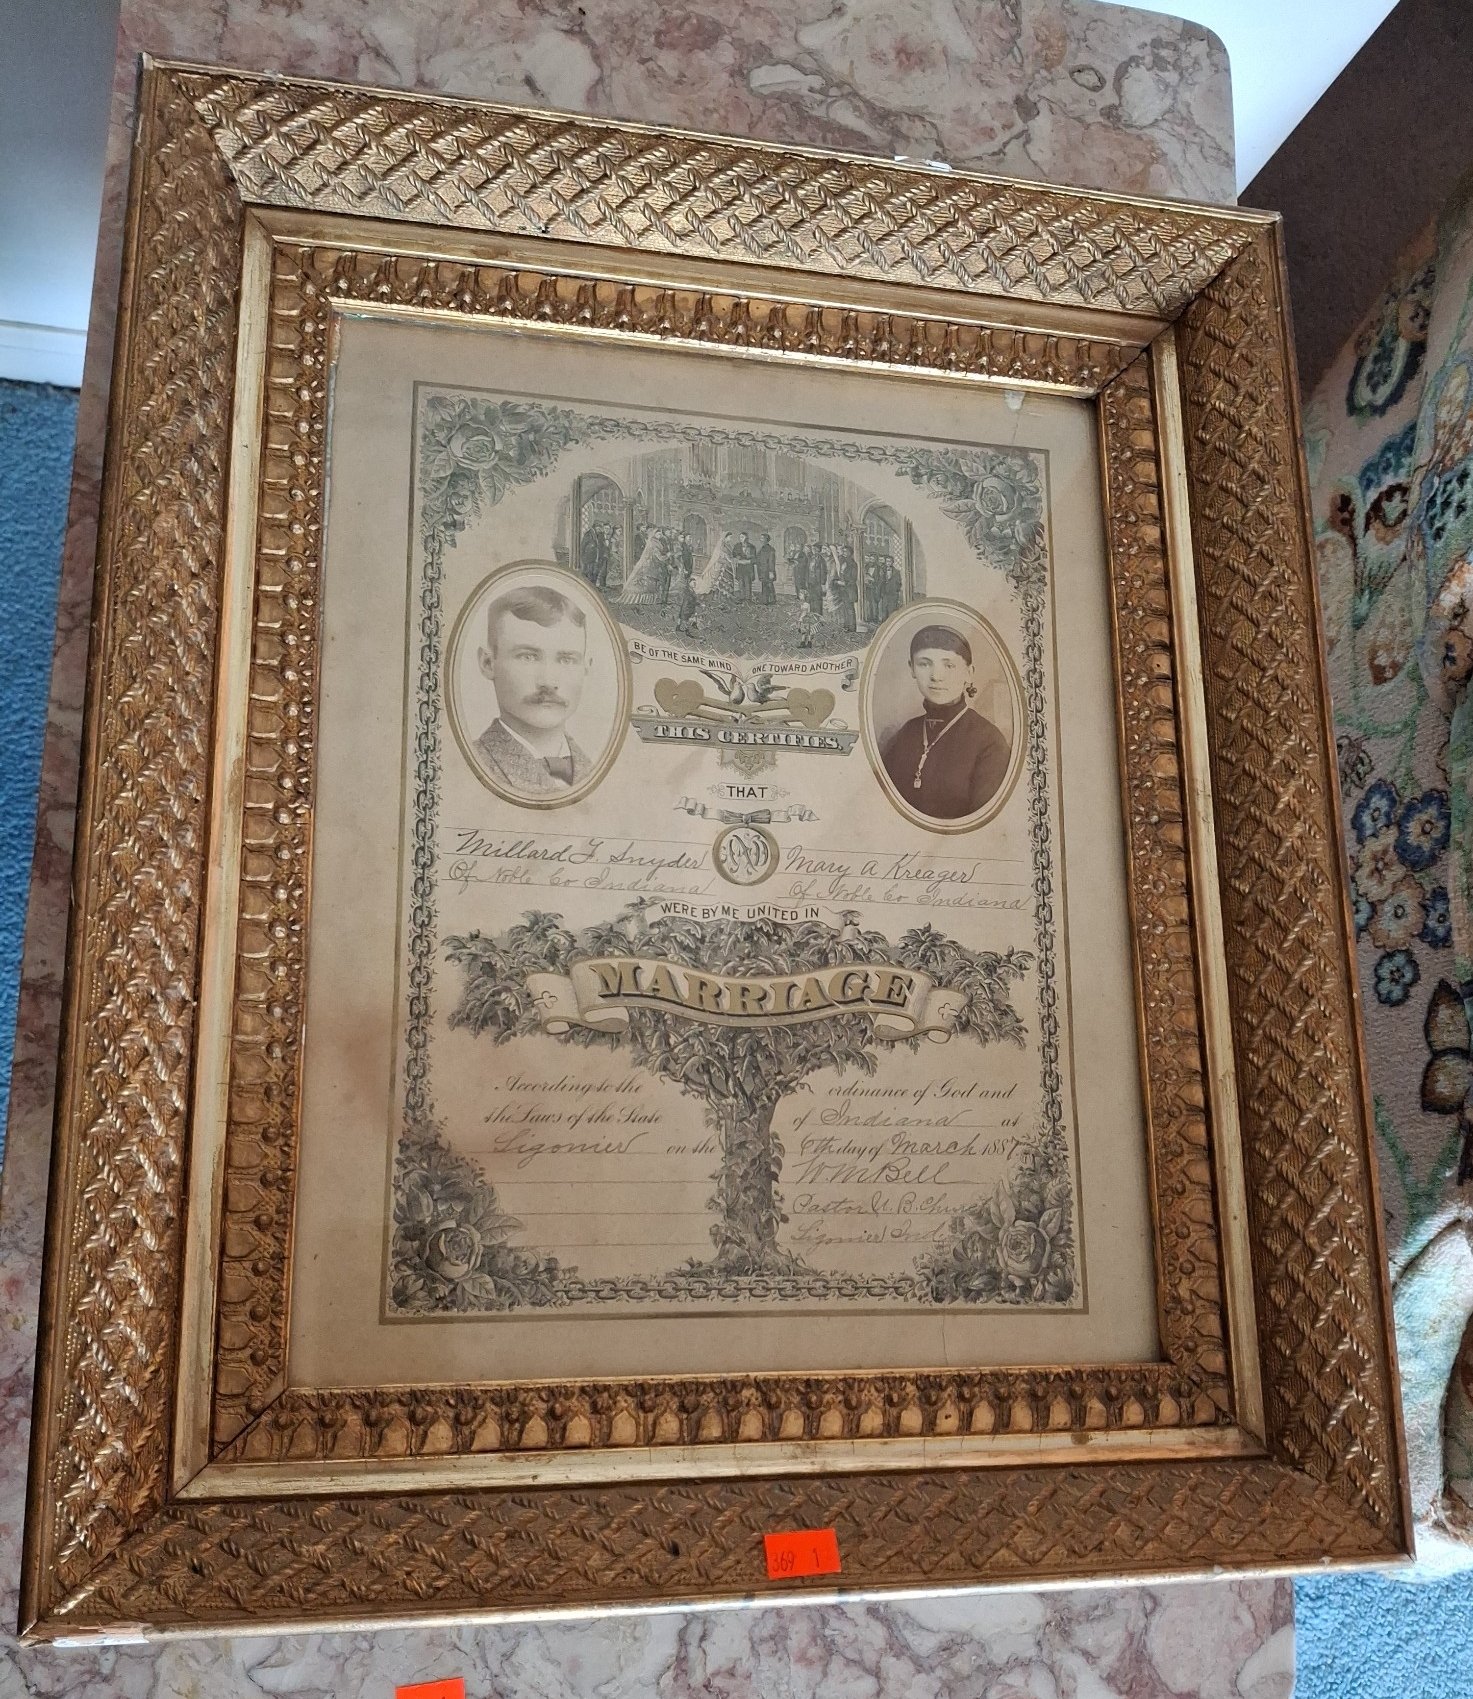 BE OF THE SAME MIND ONE TOWARD ANOTHER
THIS CERTIFIES
THAT
Millard F. Snyder Mary A Kreager
Of Noble Co Indiana Of Noble Co Indiana
WERE BY ME UNITED IN
MARRIAGE
According to the ordinance of God and
the Laws of the State of Indiana at
Ligonier on the 6th day of March 1887
W. M. Bell
Pastor U. B. Church
Ligonier Ind
369 1